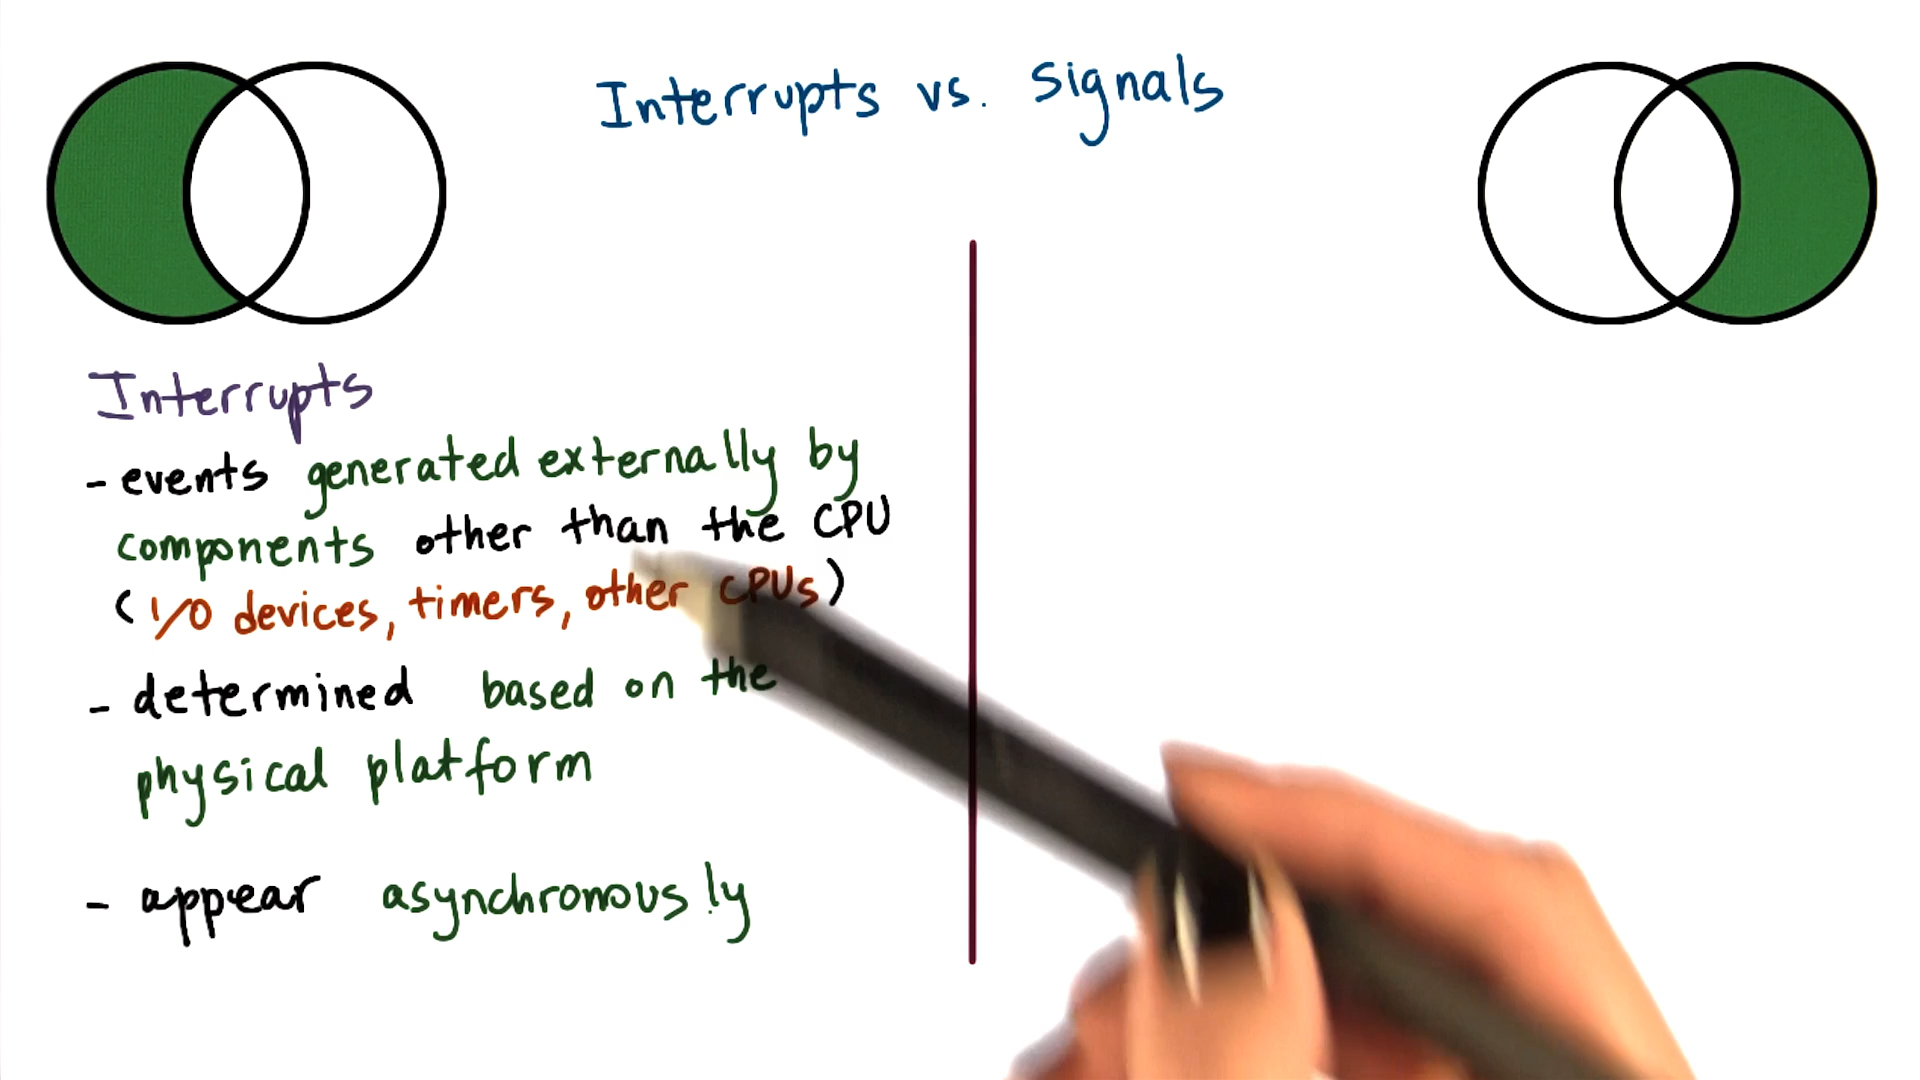 Interrupts vs. Signals
Interrupts
- events generated externally by
components other than the CPU
(I/O devices, timers, other CPUs)
- determined based on the
physical platform
- appear asynchronously